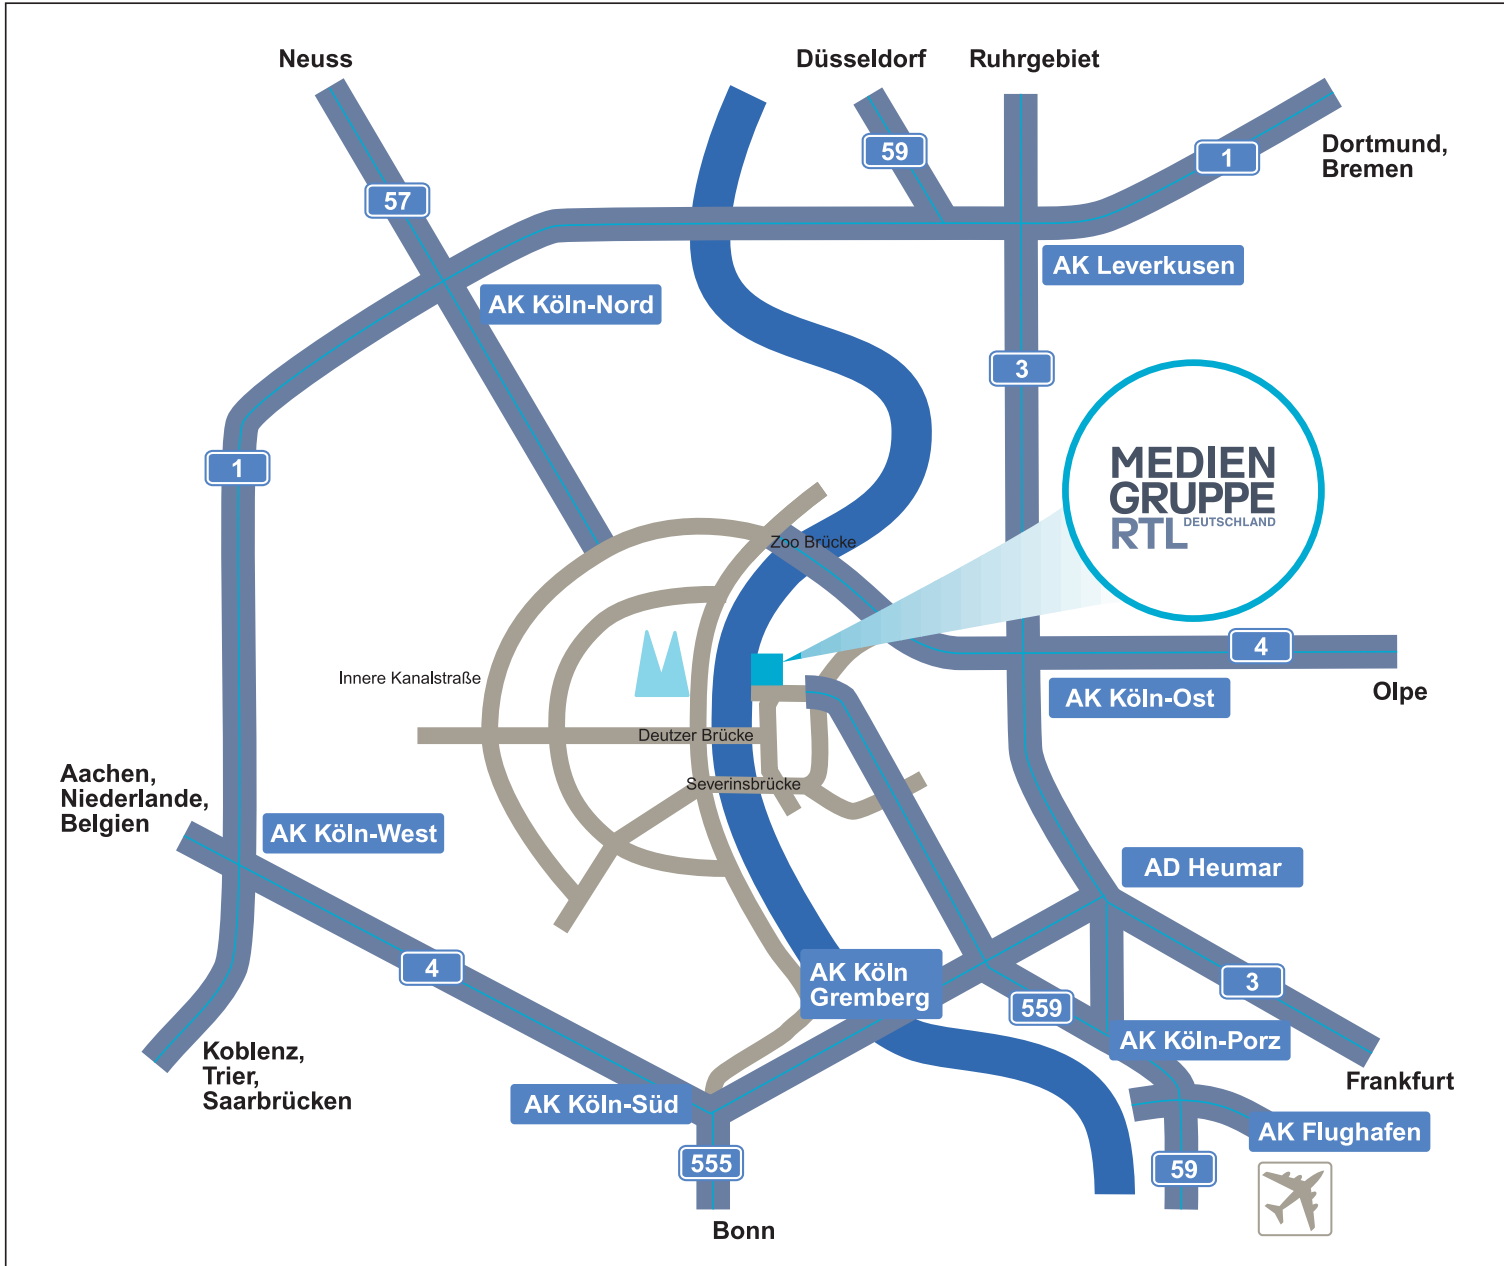 Neuss
Düsseldorf
Ruhrgebiet
Dortmund,
Bremen
59
1
57
AK Leverkusen
AK Köln-Nord
3
1
MEDIEN
GRUPPE
RTL DEUTSCHLAND
Zoo Brücke
4
Innere Kanalstraße
AK Köln-Ost
Olpe
Deutzer Brücke
Severinsbrücke
Aachen,
Niederlande,
Belgien
AK Köln-West
AD Heumar
4
AK Köln
Gremberg
3
559
AK Köln-Porz
Koblenz,
Trier,
Saarbrücken
Frankfurt
AK Köln-Süd
AK Flughafen
555
59
Bonn